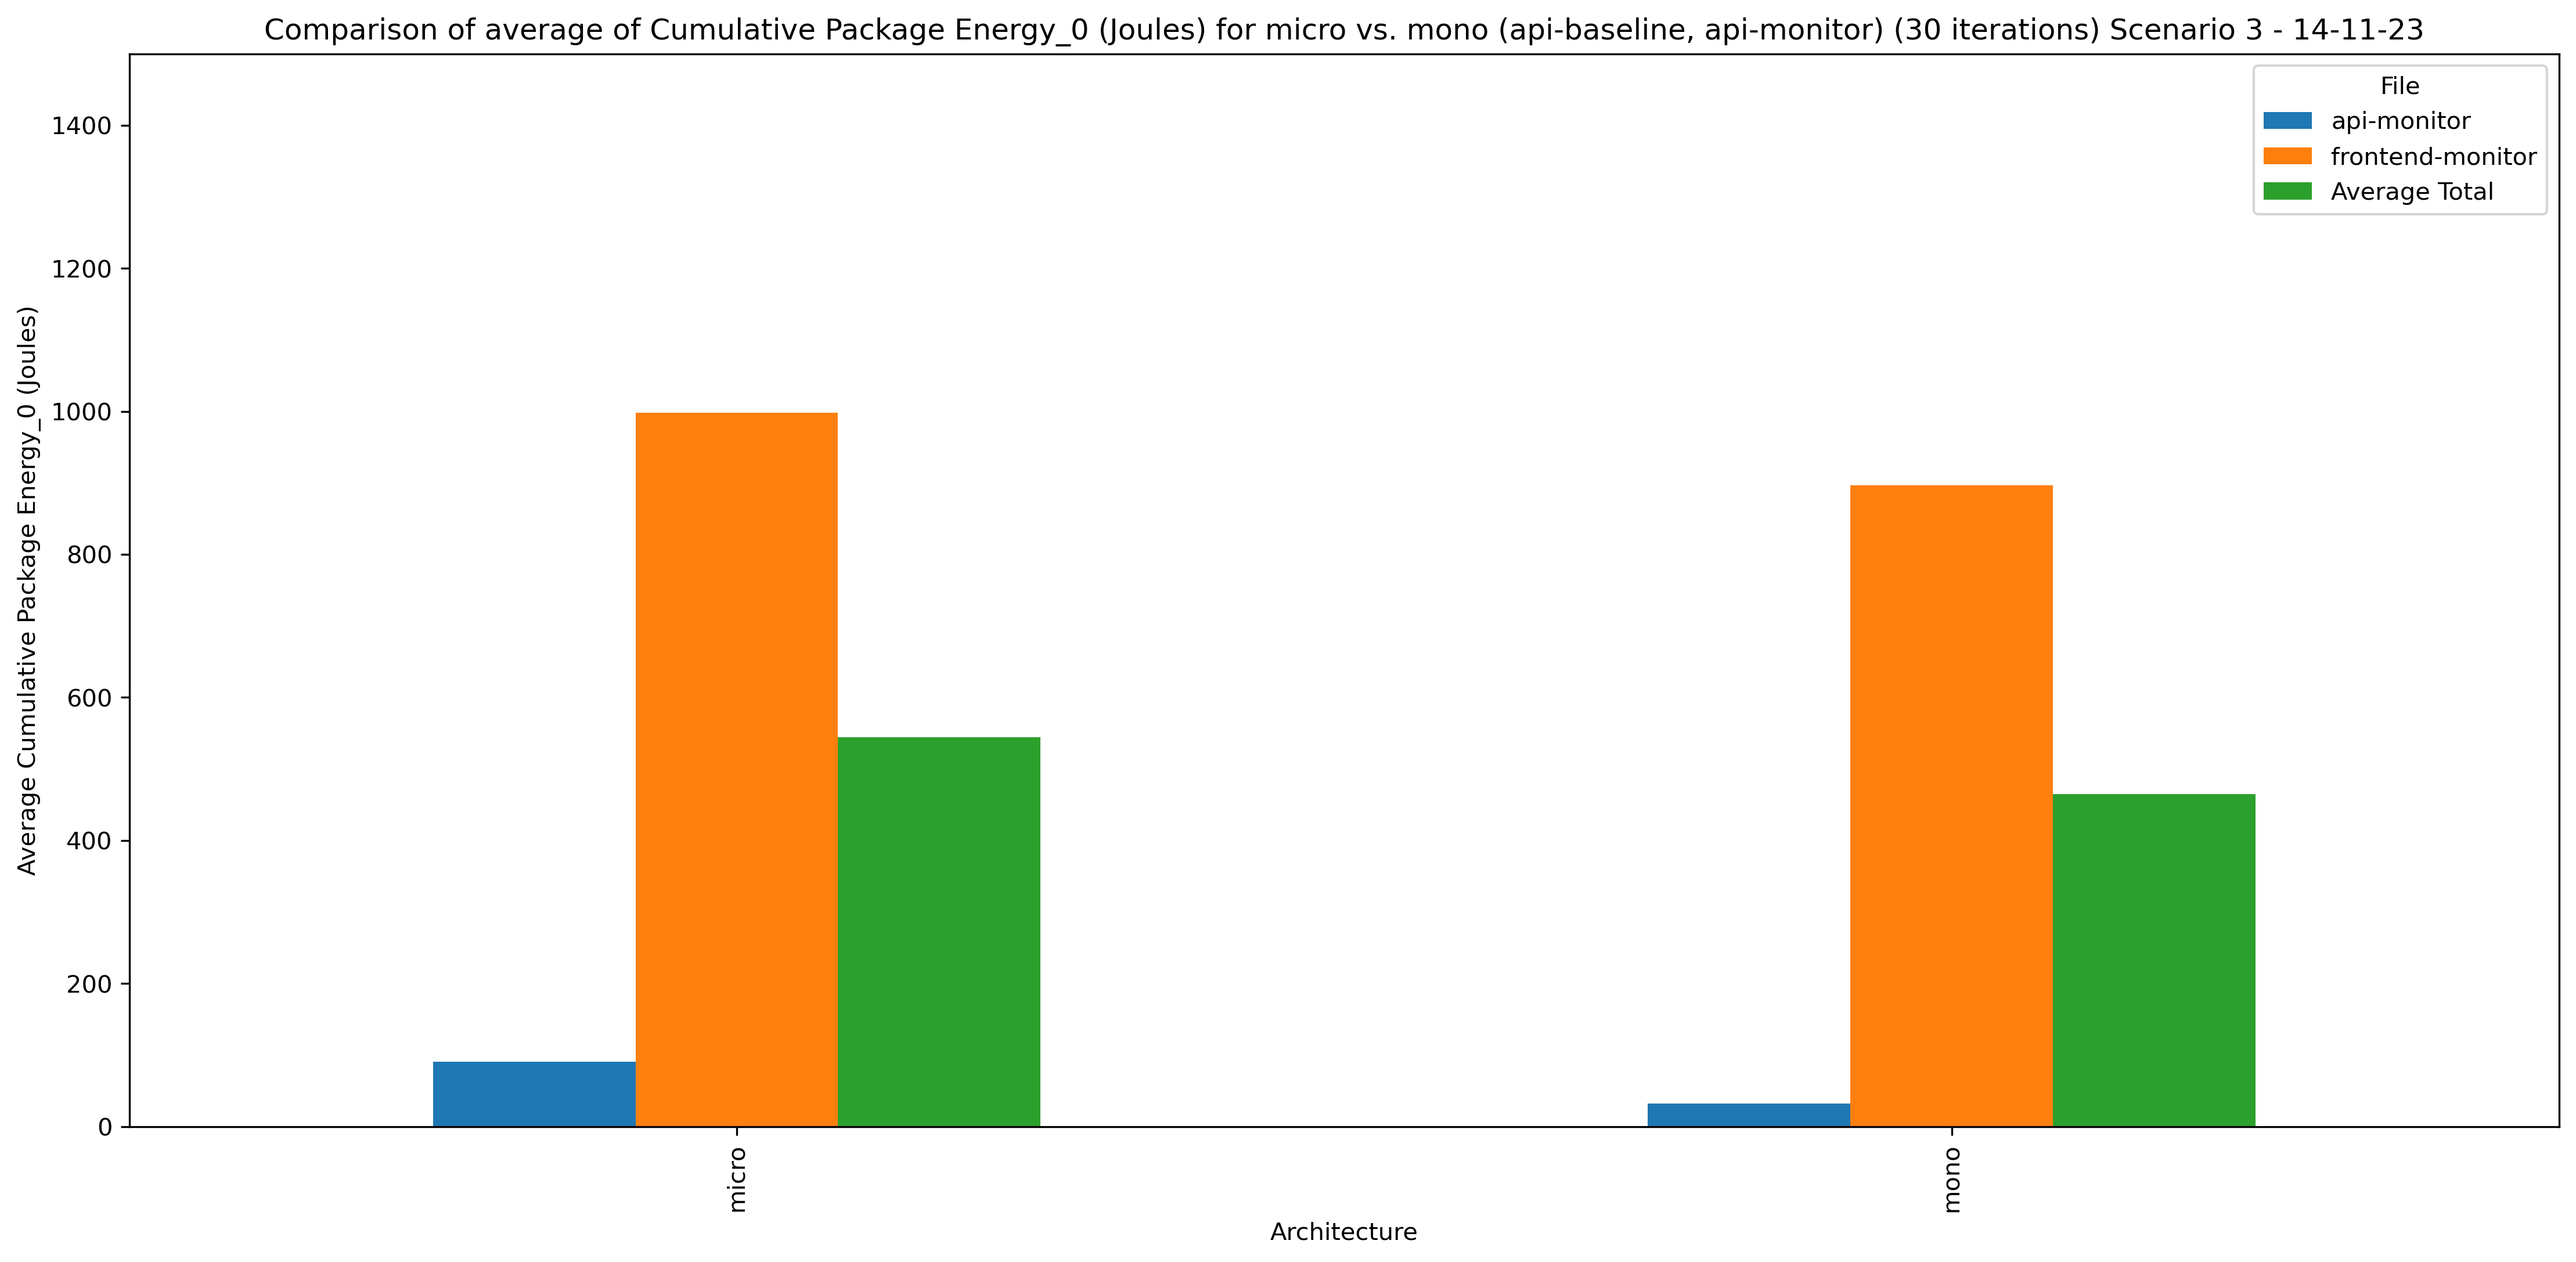 Comparison of average of Cumulative Package Energy_0 (Joules) for micro vs. mono (api-baseline, api-monitor) (30 iterations) Scenario 3 - 14-11-23
File
api-monitor
frontend-monitor
Average Total
Average Cumulative Package Energy_0 (Joules)
1400
1200
1000
800
600
400
200
0
micro
mono
Architecture